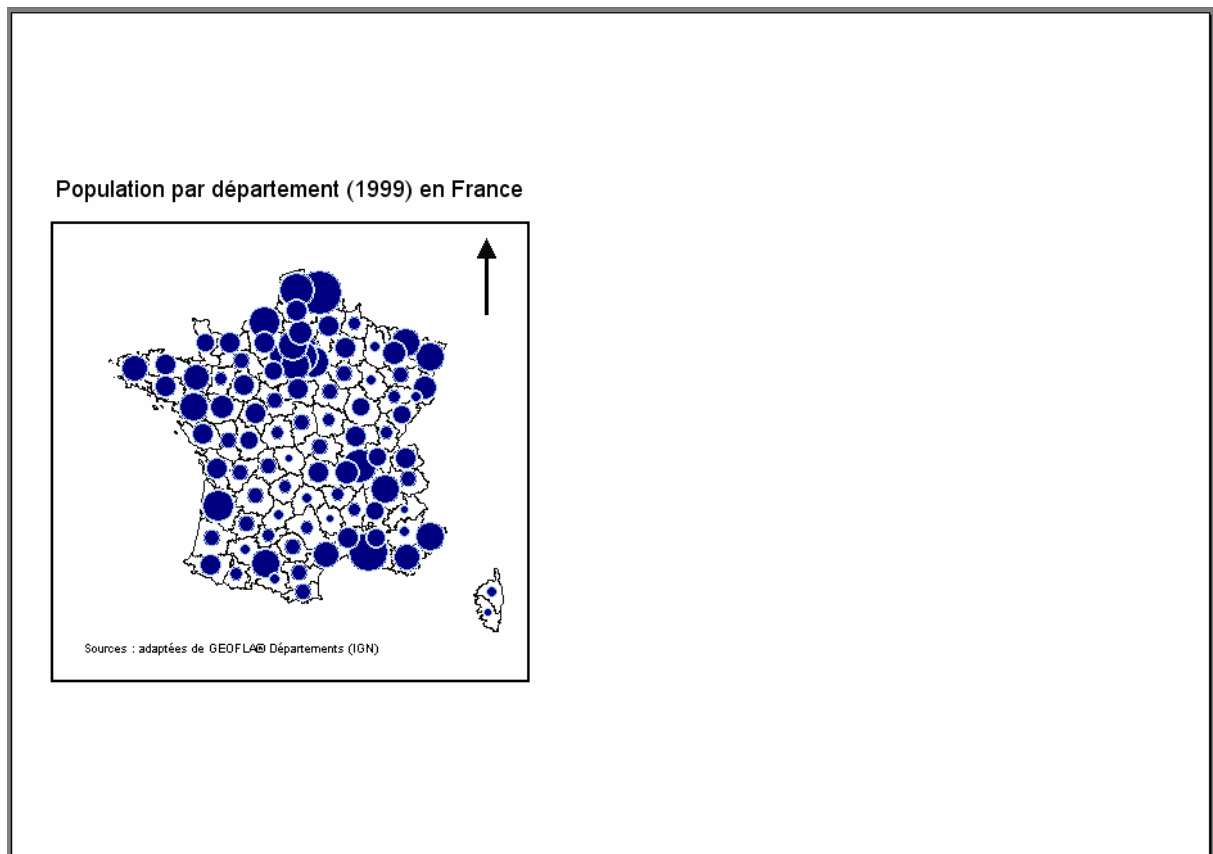 Population par département (1999) en France
Sources : adaptées de GEOFLA® Départements (IGN)